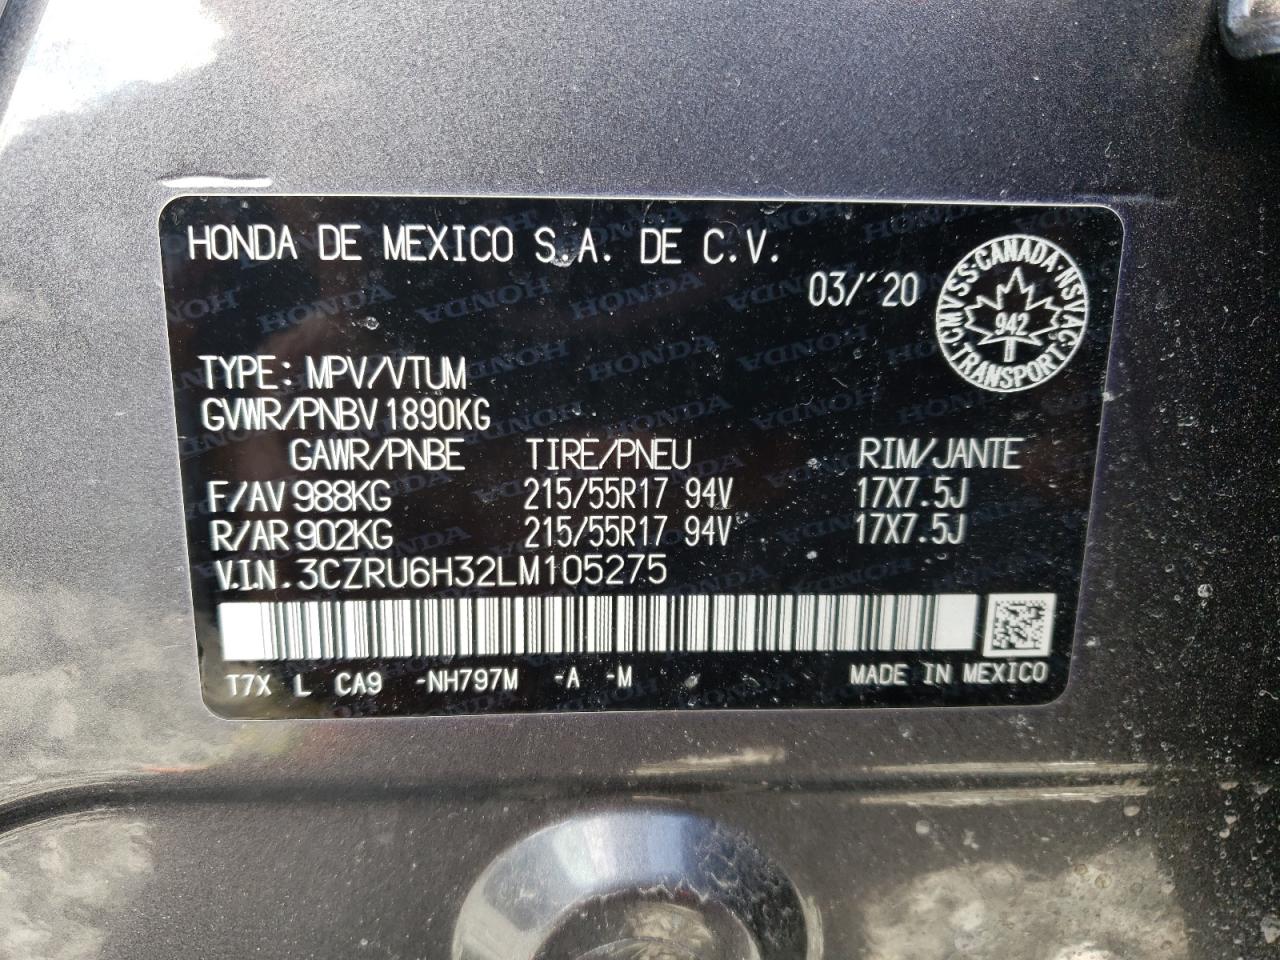 HONDA DE MEXICO S.A. DE C.V.
03/'20
CMVSS·CANADA·NSVAC·TRANSPORT·
942
TYPE: MPV/VTUM
GVWR/PNBV 1890KG
GAWR/PNBE TIRE/PNEU RIM/JANTE
F/AV 988KG 215/55R17 94V 17X7.5J
R/AR 902KG 215/55R17 94V 17X7.5J
V.I.N. 3CZRU6H32LM105275
T7X L CA9 -NH797M -A -M MADE IN MEXICO